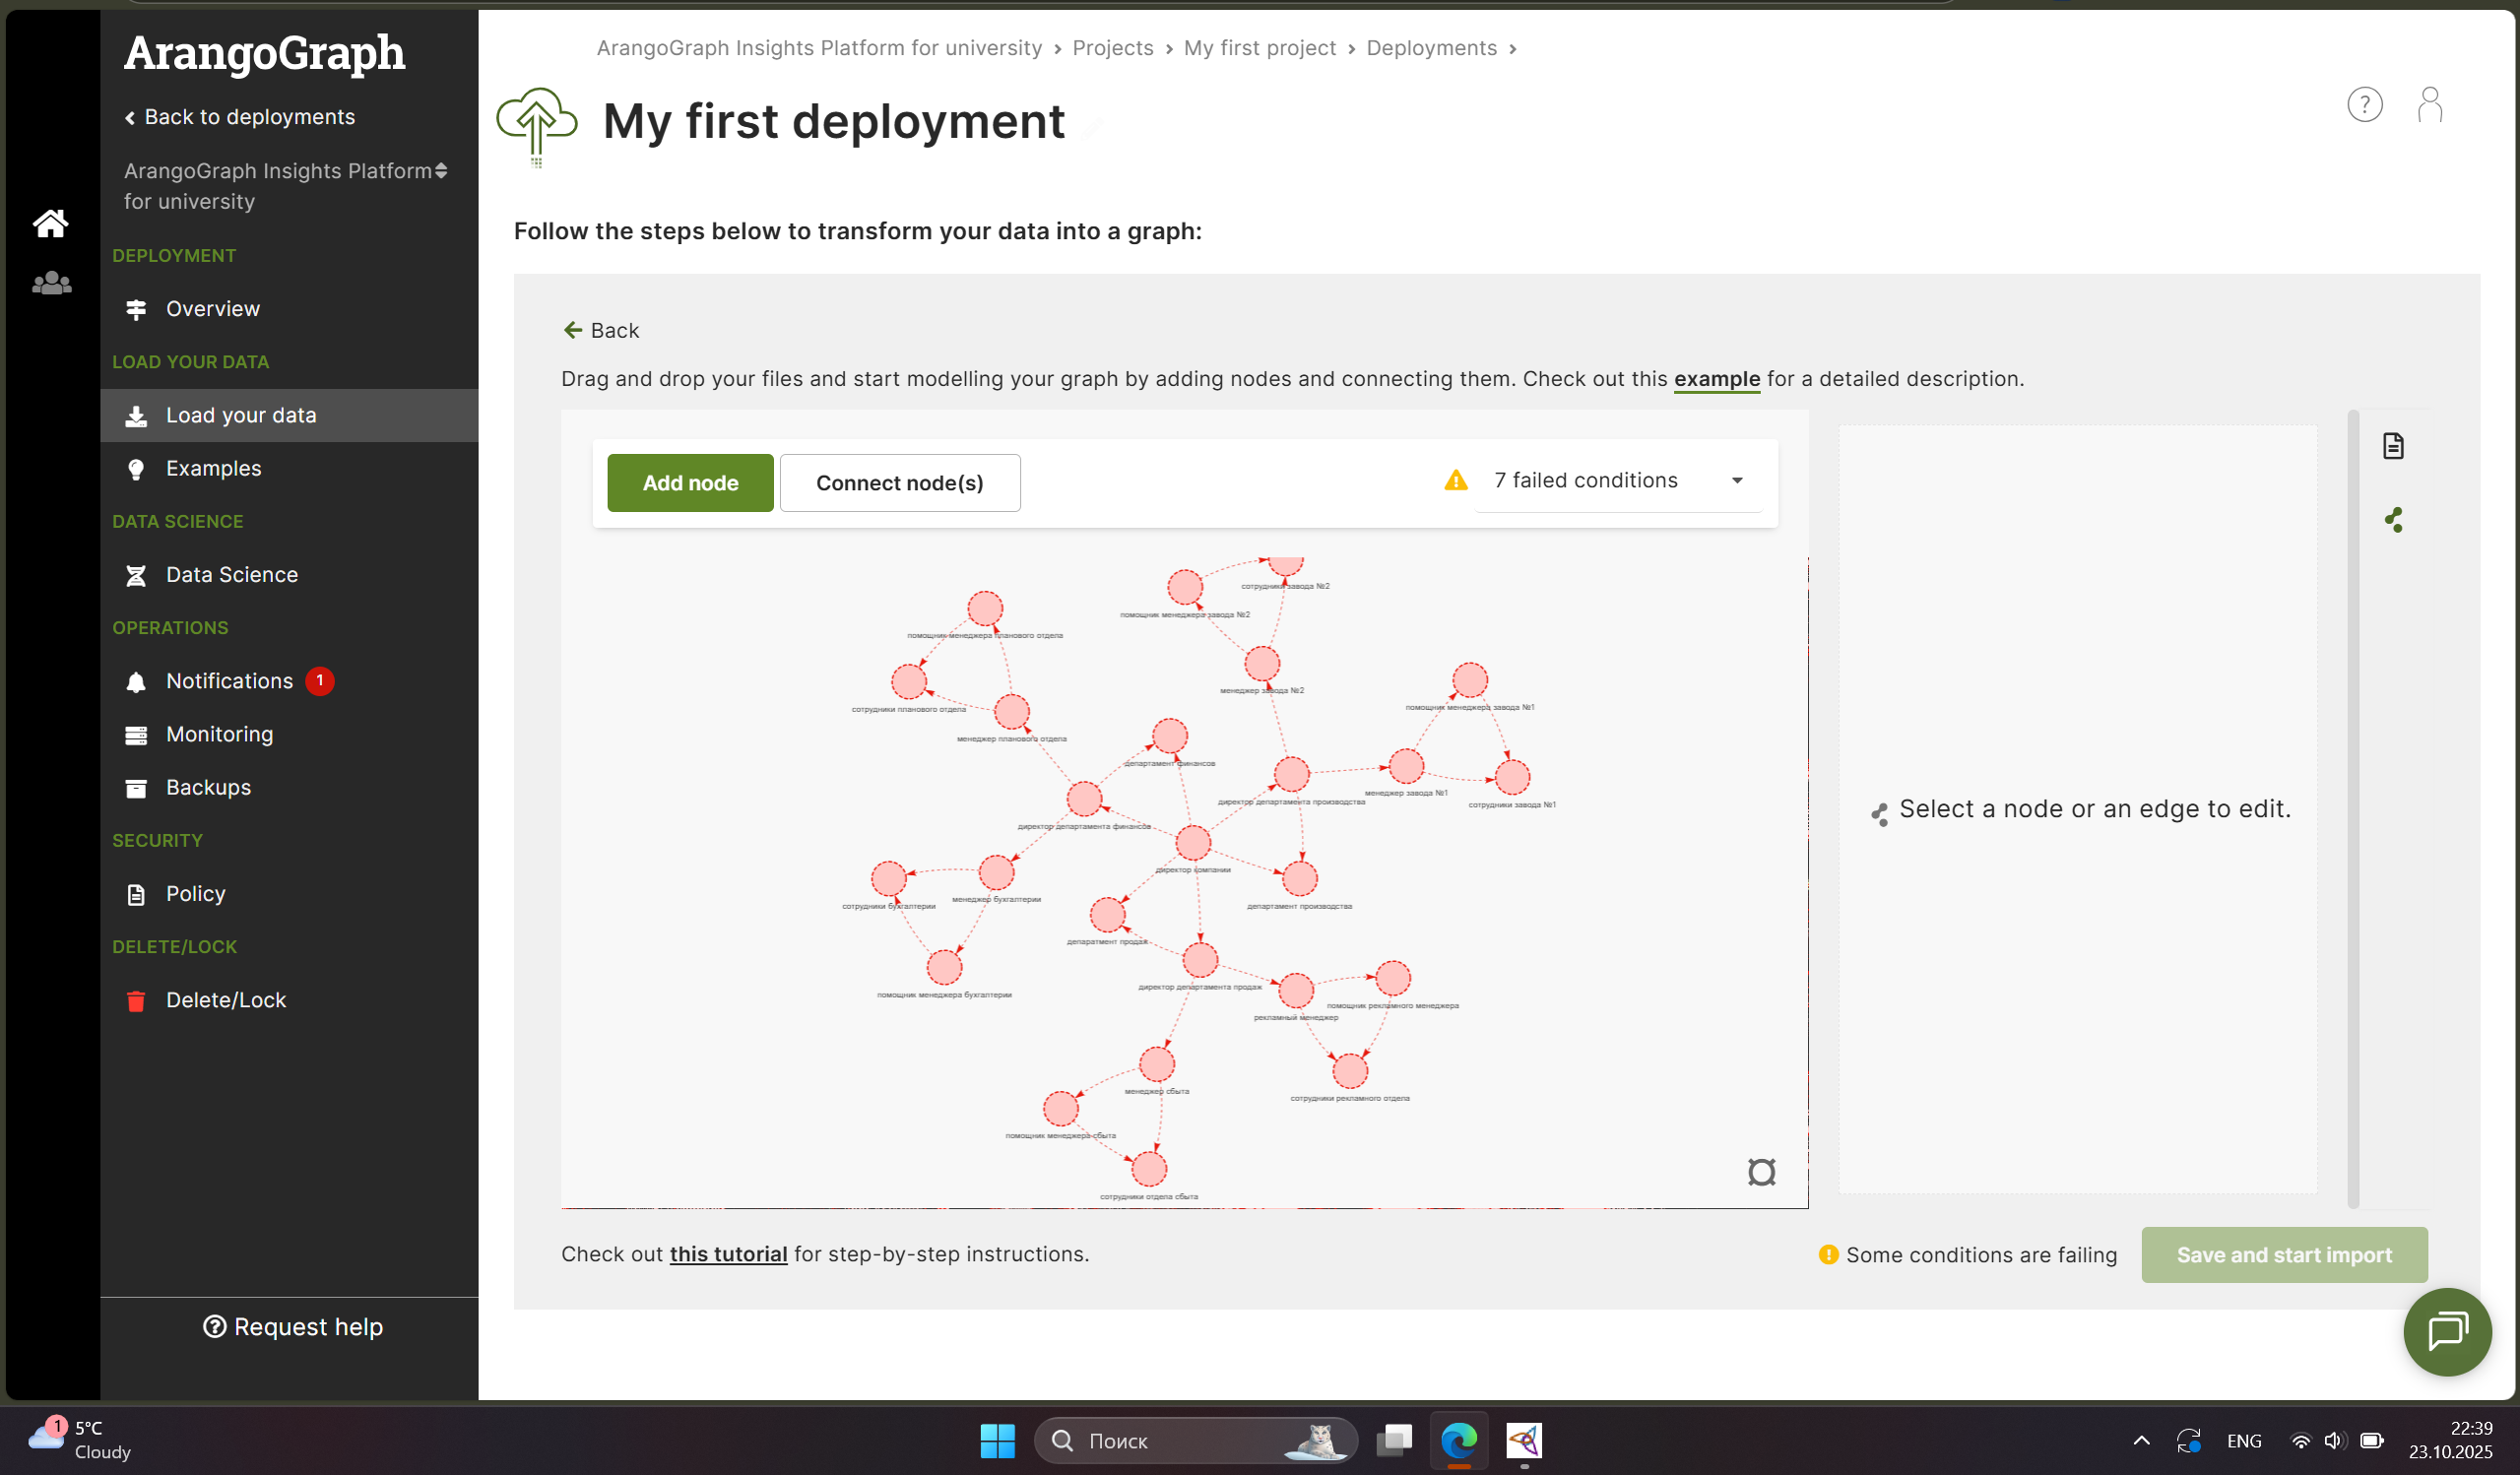 ArangoGraph
Back to deployments
ArangoGraph Insights Platform
for university
DEPLOYMENT
Overview
LOAD YOUR DATA
Load your data
Examples
DATA SCIENCE
Data Science
OPERATIONS
Notifications 1
Monitoring
Backups
SECURITY
Policy
DELETE/LOCK
Delete/Lock
Request help
ArangoGraph Insights Platform for university › Projects › My first project › Deployments ›
My first deployment
?
Follow the steps below to transform your data into a graph:
Back
Drag and drop your files and start modelling your graph by adding nodes and connecting them. Check out this example for a detailed description.
Add node
Connect node(s)
7 failed conditions
сотрудники завода №2
помощник менеджера завода №2
помощник менеджера планового отдела
менеджер завода №2
сотрудники планового отдела
помощник менеджера завода №1
менеджер планового отдела
департамент финансов
менеджер завода №1
директор департамента производства
сотрудники завода №1
директор департамента финансов
директор компании
менеджер бухгалтерии
сотрудники бухгалтерии
департамент производства
депаратмент продаж
директор департамента продаж
помощник менеджера бухгалтерии
помощник рекламного менеджера
рекламный менеджер
менеджер сбыта
сотрудники рекламного отдела
помощник менеджера сбыта
сотрудники отдела сбыта
Select a node or an edge to edit.
Check out this tutorial for step-by-step instructions.
Some conditions are failing
Save and start import
1
5°C
Cloudy
Поиск
ENG
22:39
23.10.2025